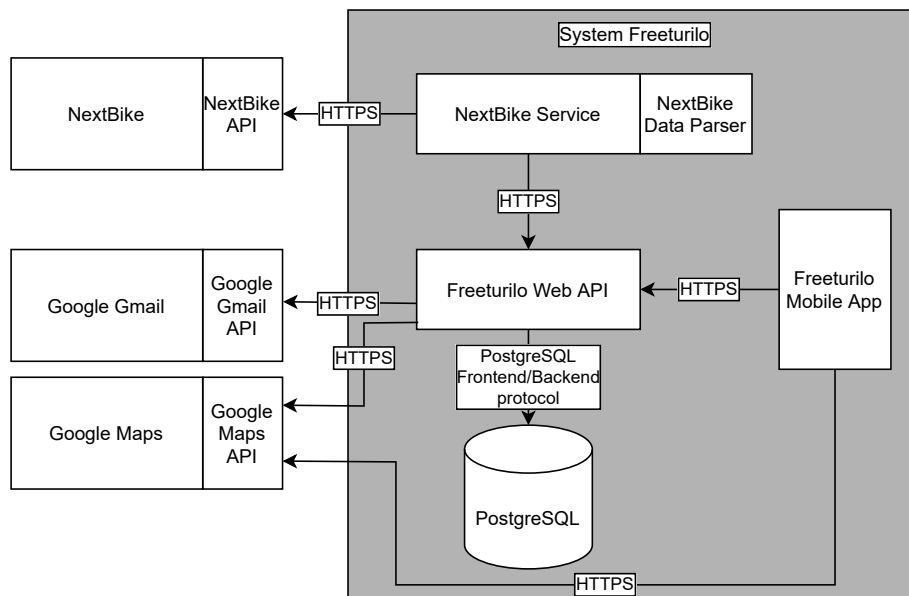 System Freeturilo
NextBike
NextBike
API
HTTPS
NextBike Service
NextBike
Data Parser
HTTPS
Google Gmail
Google
Gmail
API
HTTPS
Freeturilo Web API
HTTPS
Freeturilo
Mobile App
HTTPS
PostgreSQL
Frontend/Backend
protocol
Google Maps
Google
Maps
API
PostgreSQL
HTTPS